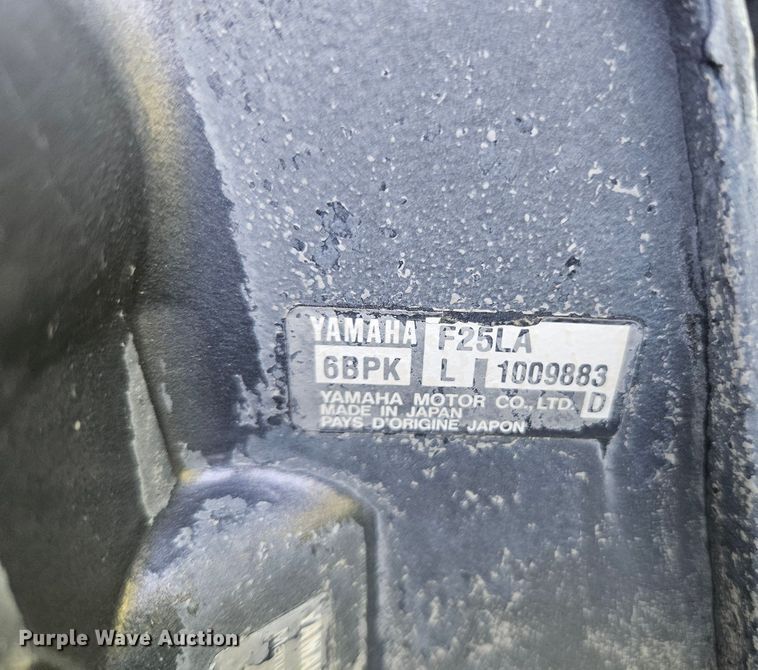 YAMAHA F25LA
6BPK L 1009883
YAMAHA MOTOR CO., LTD. D
MADE IN JAPAN
PAYS D'ORIGINE JAPON
Purple Wave Auction